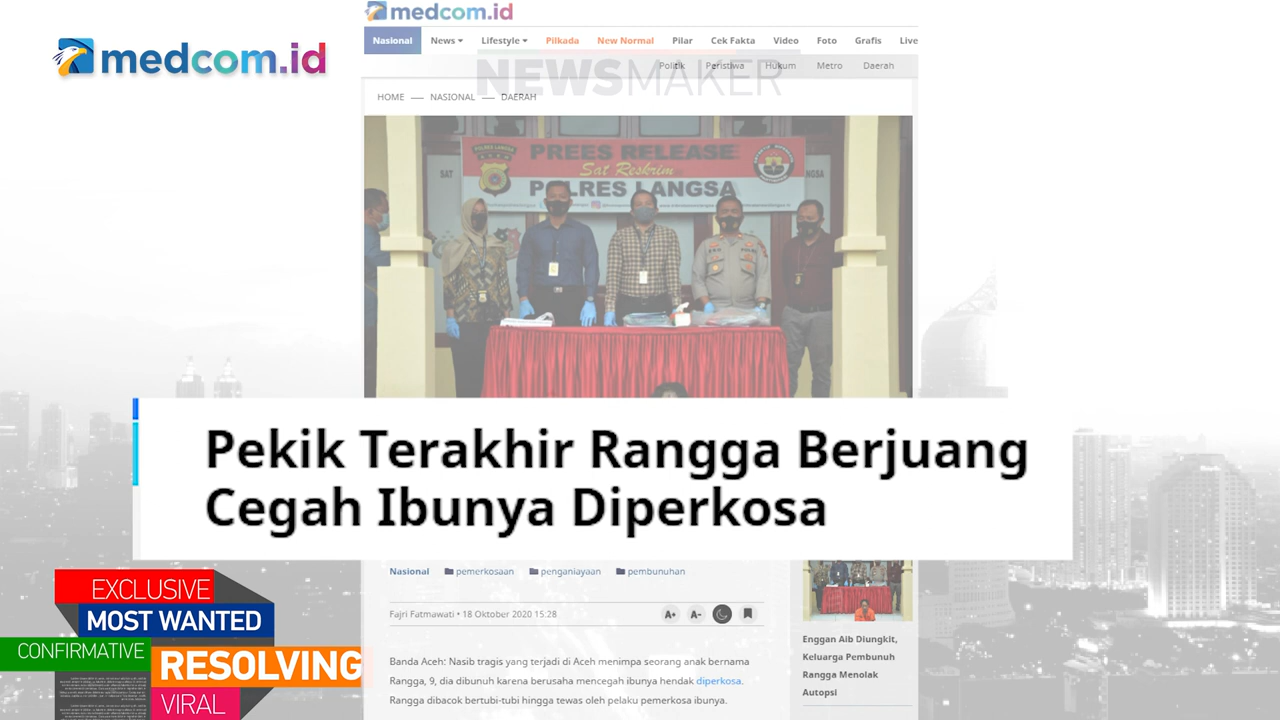 medcom.id
medcom.id
Nasional News Lifestyle Pilkada New Normal Pilar Cek Fakta Video Foto Grafis Live
Politik Peristiwa Hukum Metro Daerah
NEWSMAKER
HOME — NASIONAL — DAERAH
PREES RELEASE
Sat Reskrim
POLRES LANGSA
SAT
Pekik Terakhir Rangga Berjuang
Cegah Ibunya Diperkosa
Nasional pemerkosaan penganiayaan pembunuhan
Fajri Fatmawati • 18 Oktober 2020 15:28 A+ A-
Banda Aceh: Nasib tragis yang terjadi di Aceh menimpa seorang anak bernama
Rangga, 9, dia dibunuh karena berusaha mencegah ibunya hendak diperkosa.
Rangga dibacok bertubi-tubi hingga tewas oleh pelaku pemerkosa ibunya.
Enggan Aib Diungkit,
Keluarga Pembunuh
Rangga Menolak
Autopsi
EXCLUSIVE
MOST WANTED
CONFIRMATIVE
RESOLVING
VIRAL